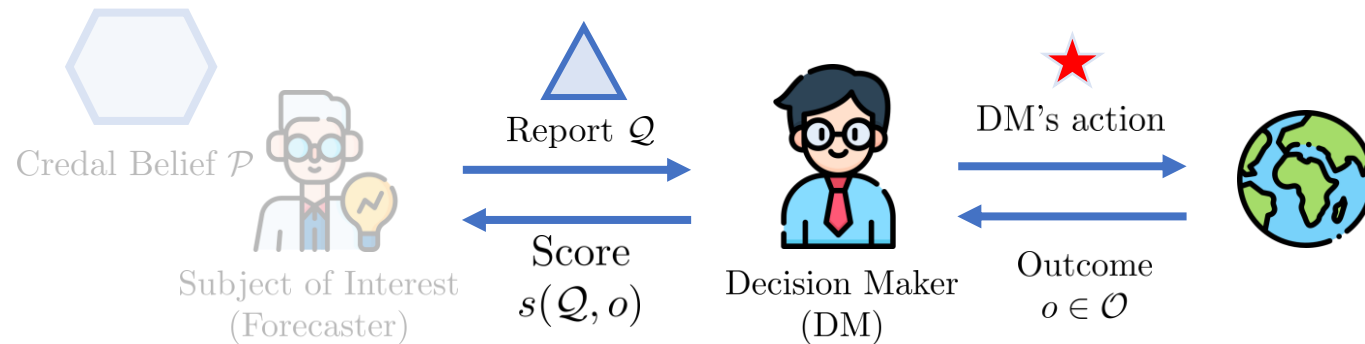 Credal Belief 𝒫
Subject of Interest
(Forecaster)
Report 𝒬
Score
s(𝒬, o)
Decision Maker
(DM)
DM's action
Outcome
o ∈ 𝒪